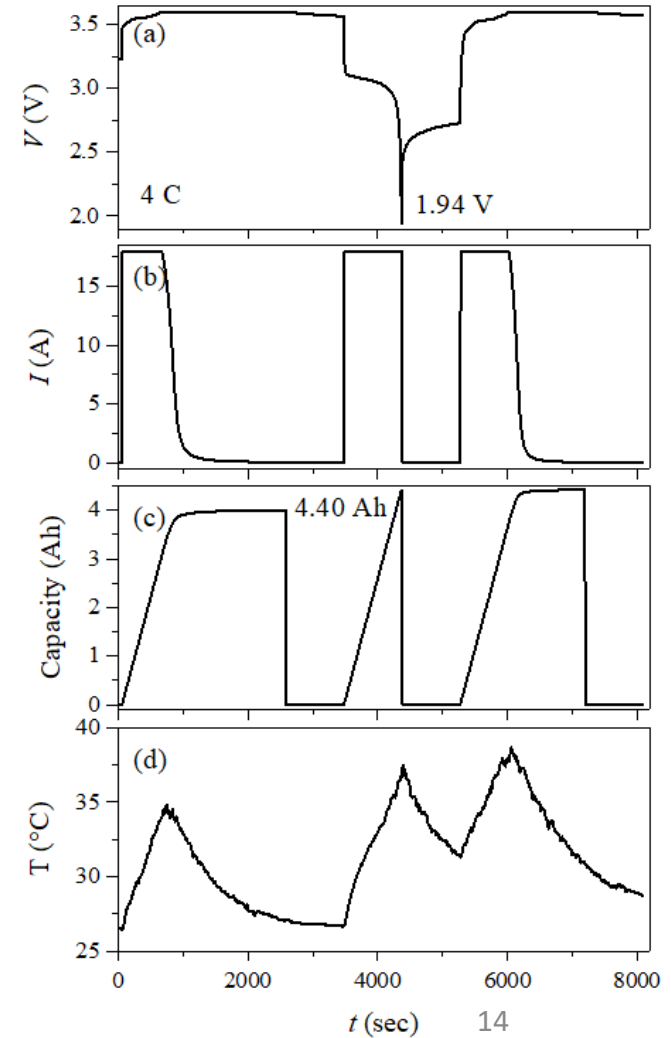 (a)
3.5
3.0
2.5
2.0
V (V)
4 C
1.94 V
(b)
15
10
5
0
I (A)
(c)
4.40 Ah
4
3
2
1
0
Capacity (Ah)
(d)
40
35
30
25
T (°C)
0 2000 4000 6000 8000
t (sec)
14